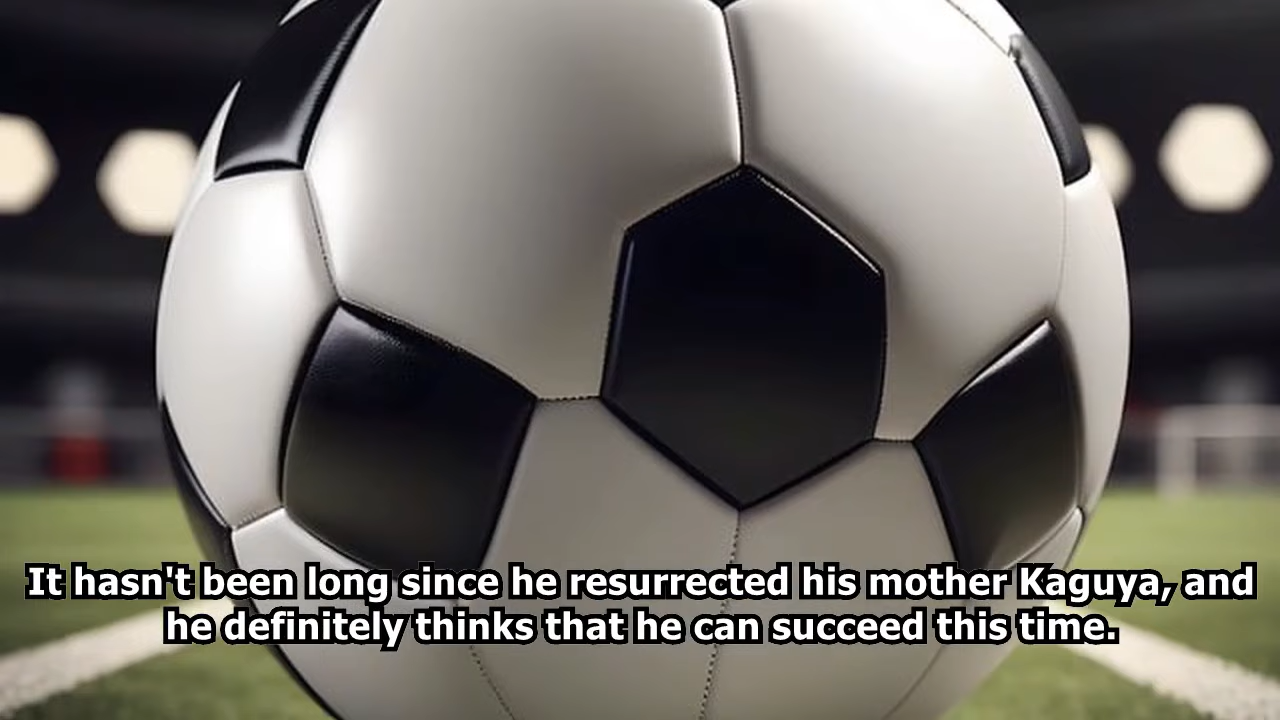 It hasn't been long since he resurrected his mother Kaguya, and
he definitely thinks that he can succeed this time.